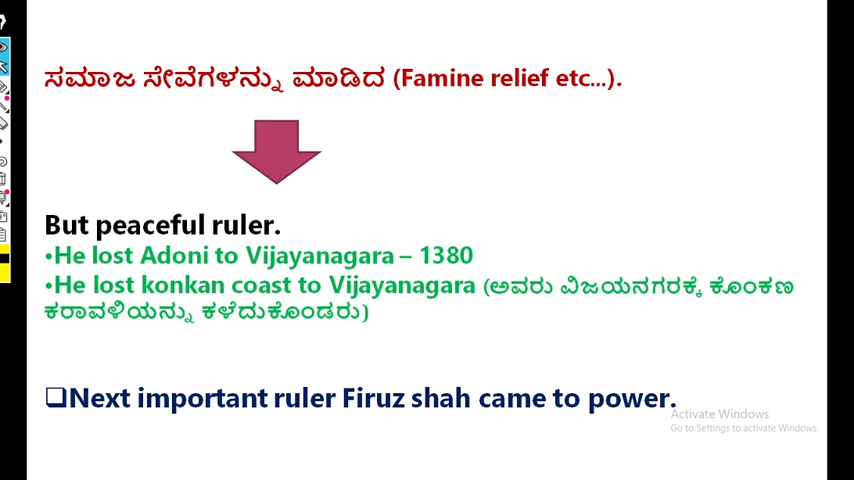 ಸಮಾಜ ಸೇವೆಗಳನ್ನು ಮಾಡಿದ (Famine relief etc...).
But peaceful ruler.
•He lost Adoni to Vijayanagara – 1380
•He lost konkan coast to Vijayanagara (ಅವರು ವಿಜಯನಗರಕ್ಕೆ ಕೊಂಕಣ
ಕರಾವಳಿಯನ್ನು ಕಳೆದುಕೊಂಡರು)
❑Next important ruler Firuz shah came to power.
Activate Windows
Go to Settings to activate Windows.